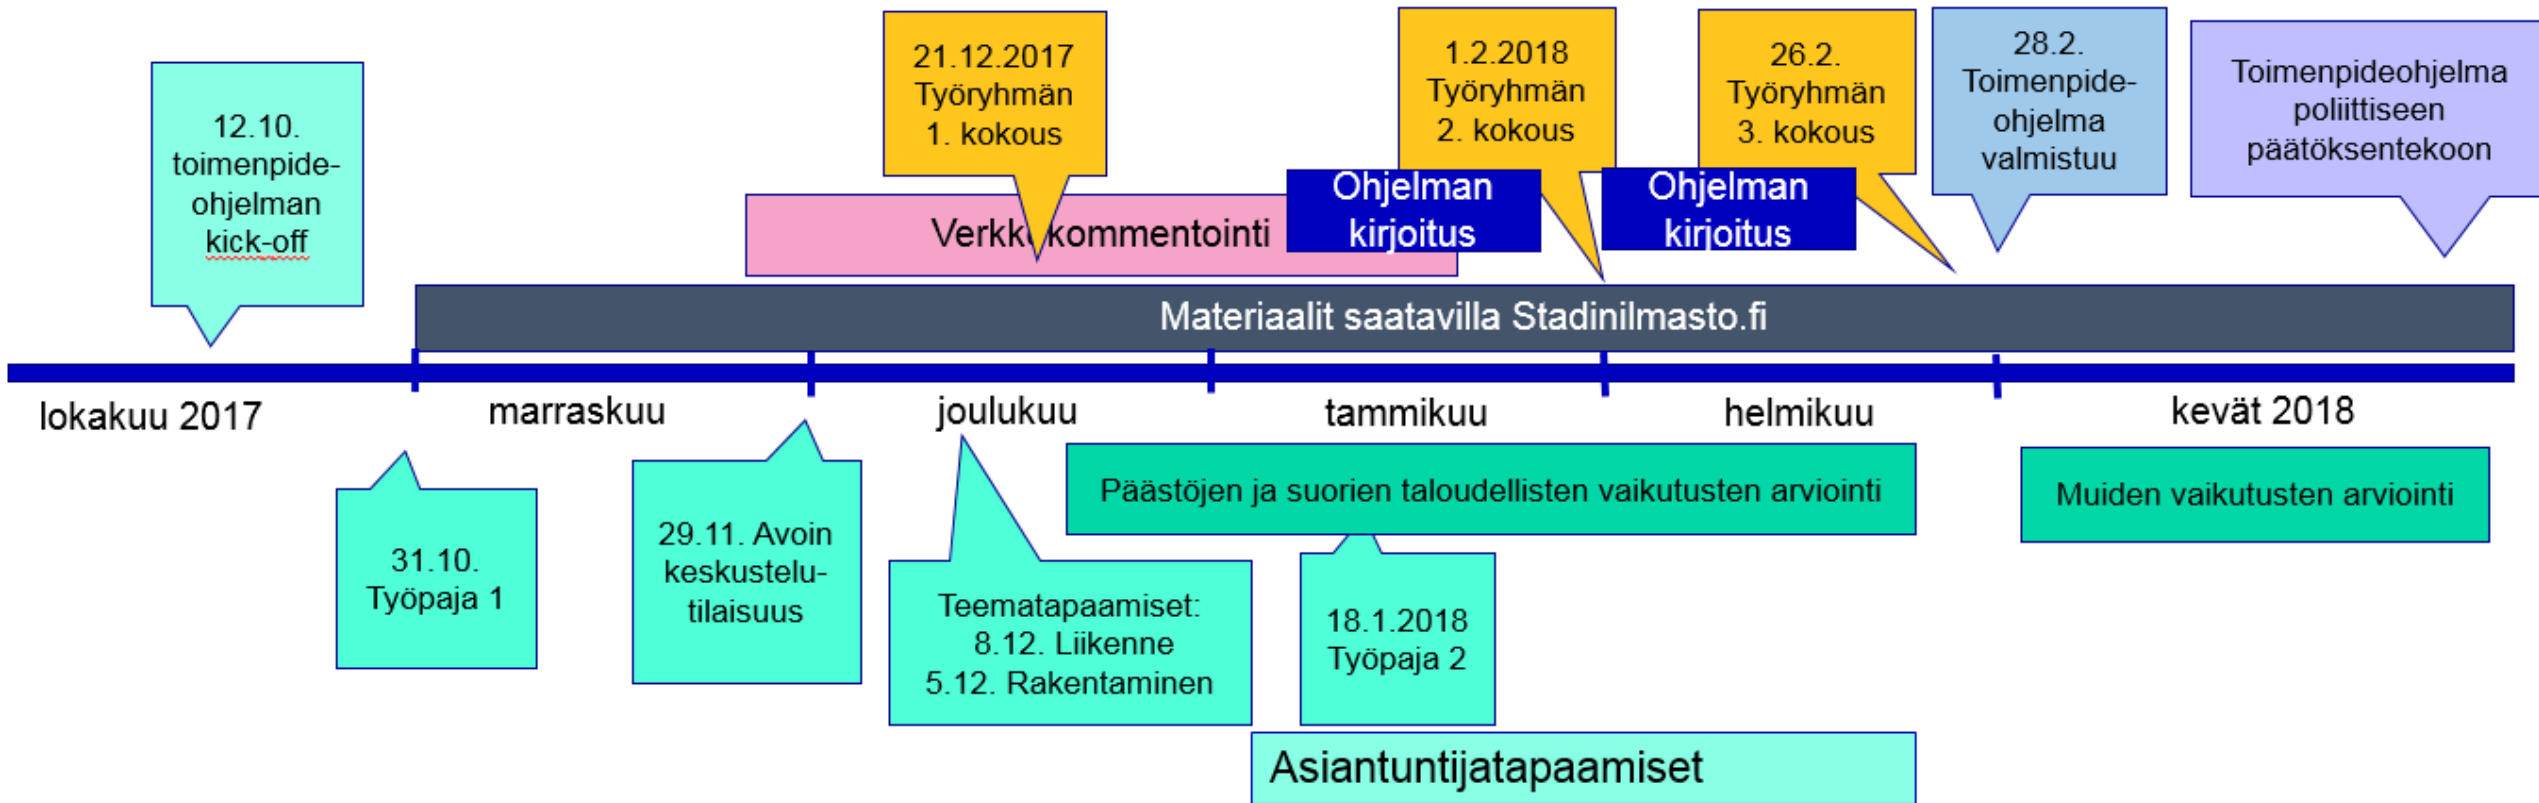 12.10.
toimenpide-
ohjelman
kick-off
21.12.2017
Työryhmän
1. kokous
1.2.2018
Työryhmän
2. kokous
26.2.
Työryhmän
3. kokous
28.2.
Toimenpide-
ohjelma
valmistuu
Toimenpideohjelma
poliittiseen
päätöksentekoon
Verkkokommentointi
Ohjelman
kirjoitus
Ohjelman
kirjoitus
Materiaalit saatavilla Stadinilmasto.fi
lokakuu 2017
marraskuu
joulukuu
tammikuu
helmikuu
kevät 2018
31.10.
Työpaja 1
29.11. Avoin
keskustelu-
tilaisuus
Teematapaamiset:
8.12. Liikenne
5.12. Rakentaminen
Päästöjen ja suorien taloudellisten vaikutusten arviointi
Muiden vaikutusten arviointi
18.1.2018
Työpaja 2
Asiantuntijatapaamiset